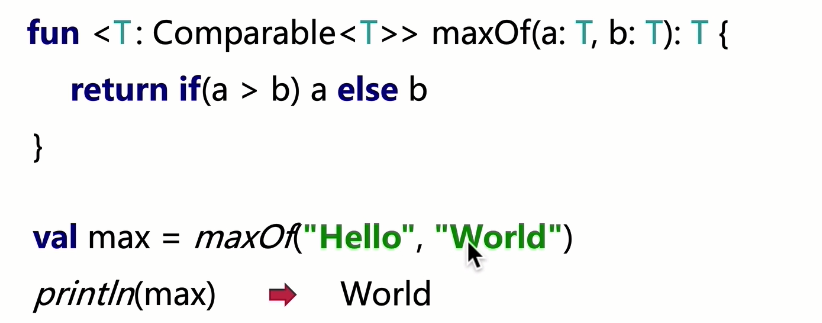 fun <T: Comparable<T>> maxOf(a: T, b: T): T {
return if(a > b) a else b
}
val max = maxOf("Hello", "World")
println(max) ➡ World